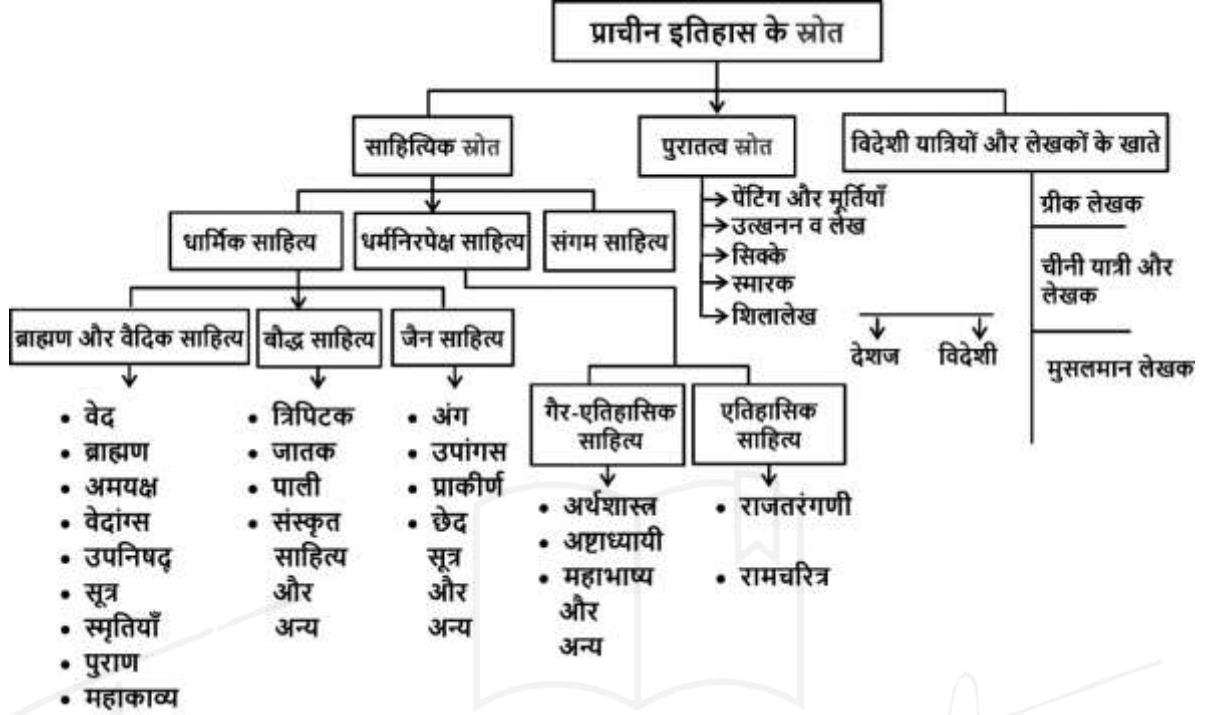 प्राचीन इतिहास के स्रोत
साहित्यिक स्रोत
पुरातत्व स्रोत
विदेशी यात्रियों और लेखकों के खाते
धार्मिक साहित्य
धर्मनिरपेक्ष साहित्य
संगम साहित्य
पेंटिंग और मूर्तियाँ
उत्खनन व लेख
सिक्के
स्मारक
शिलालेख
देशज
विदेशी
ग्रीक लेखक
चीनी यात्री और
लेखक
मुसलमान लेखक
ब्राह्मण और वैदिक साहित्य
बौद्ध साहित्य
जैन साहित्य
• वेद
• ब्राह्मण
• अमयक्ष
• वेदांग्स
• उपनिषद्
• सूत्र
• स्मृतियाँ
• पुराण
• महाकाव्य
• त्रिपिटक
• जातक
• पाली
• संस्कृत
साहित्य
और
अन्य
• अंग
• उपांगस
• प्राकीर्ण
• छेद
सूत्र
और
अन्य
गैर-एतिहासिक
साहित्य
एतिहासिक
साहित्य
• अर्थशास्त्र
• अष्टाध्यायी
• महाभाष्य
और
अन्य
• राजतरंगणी
• रामचरित्र